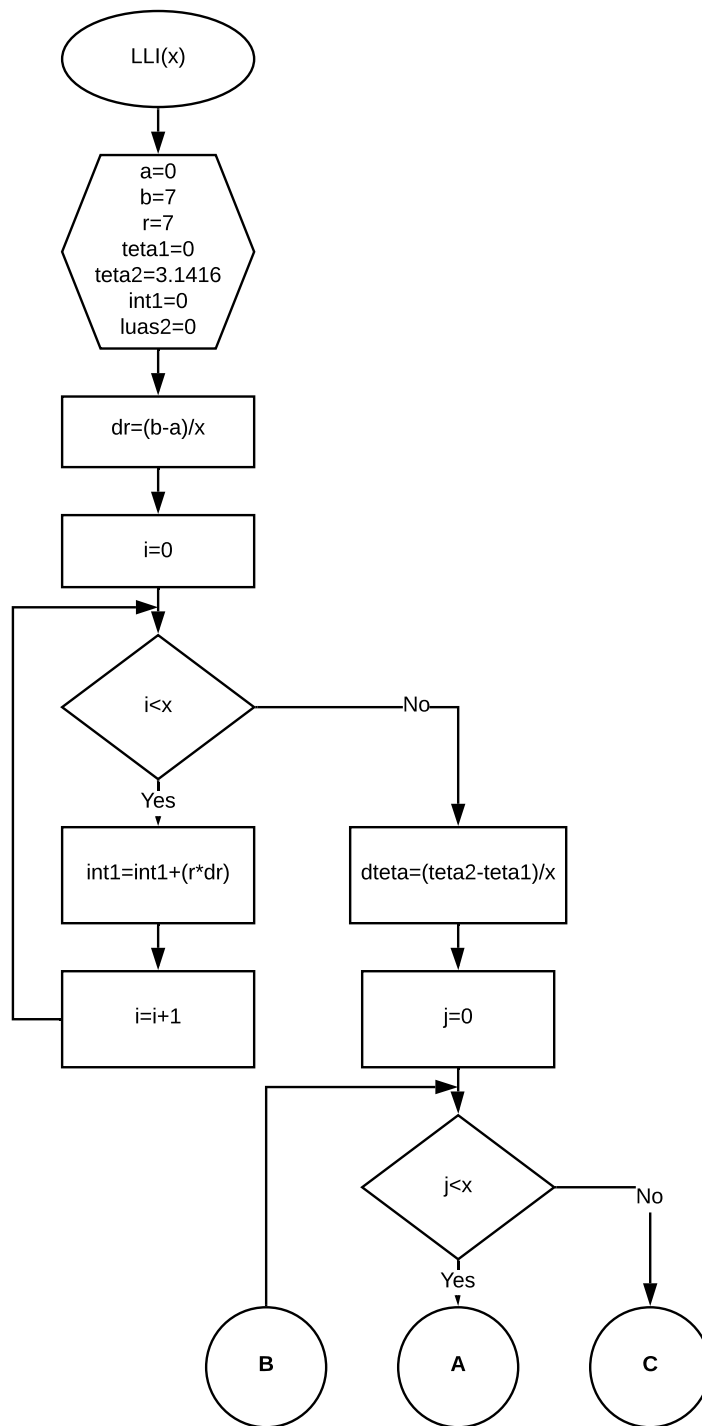 LLI(x)
a=0
b=7
r=7
teta1=0
teta2=3.1416
int1=0
luas2=0
dr=(b-a)/x
i=0
i<x
No
Yes
int1=int1+(r*dr)
dteta=(teta2-teta1)/x
i=i+1
j=0
j<x
No
Yes
B
A
C